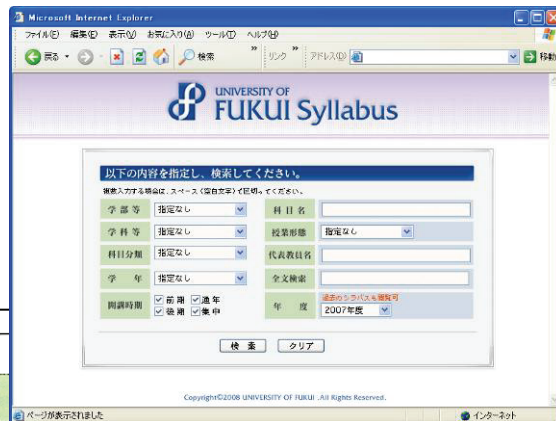 Microsoft Internet Explorer
ファイル(F) 編集(E) 表示(V) お気に入り(A) ツール(T) ヘルプ(H)
戻る 検索 » リンク » アドレス(D) 移動
UNIVERSITY OF
FUKUI Syllabus
以下の内容を指定し、検索してください。
複数入力する場合は、スペース(空白文字)で区切ってください。
学部等 指定なし 科目名
学科等 指定なし 授業形態 指定なし
科目分類 指定なし 代表教員名
学年 指定なし 全文検索
開講時期 前期 通年 後期 集中
年度 過去のシラバスも閲覧可 2007年度
検索 クリア
Copyright©2008 UNIVERSITY OF FUKUI .All Rights Reserved.
ページが表示されました インターネット